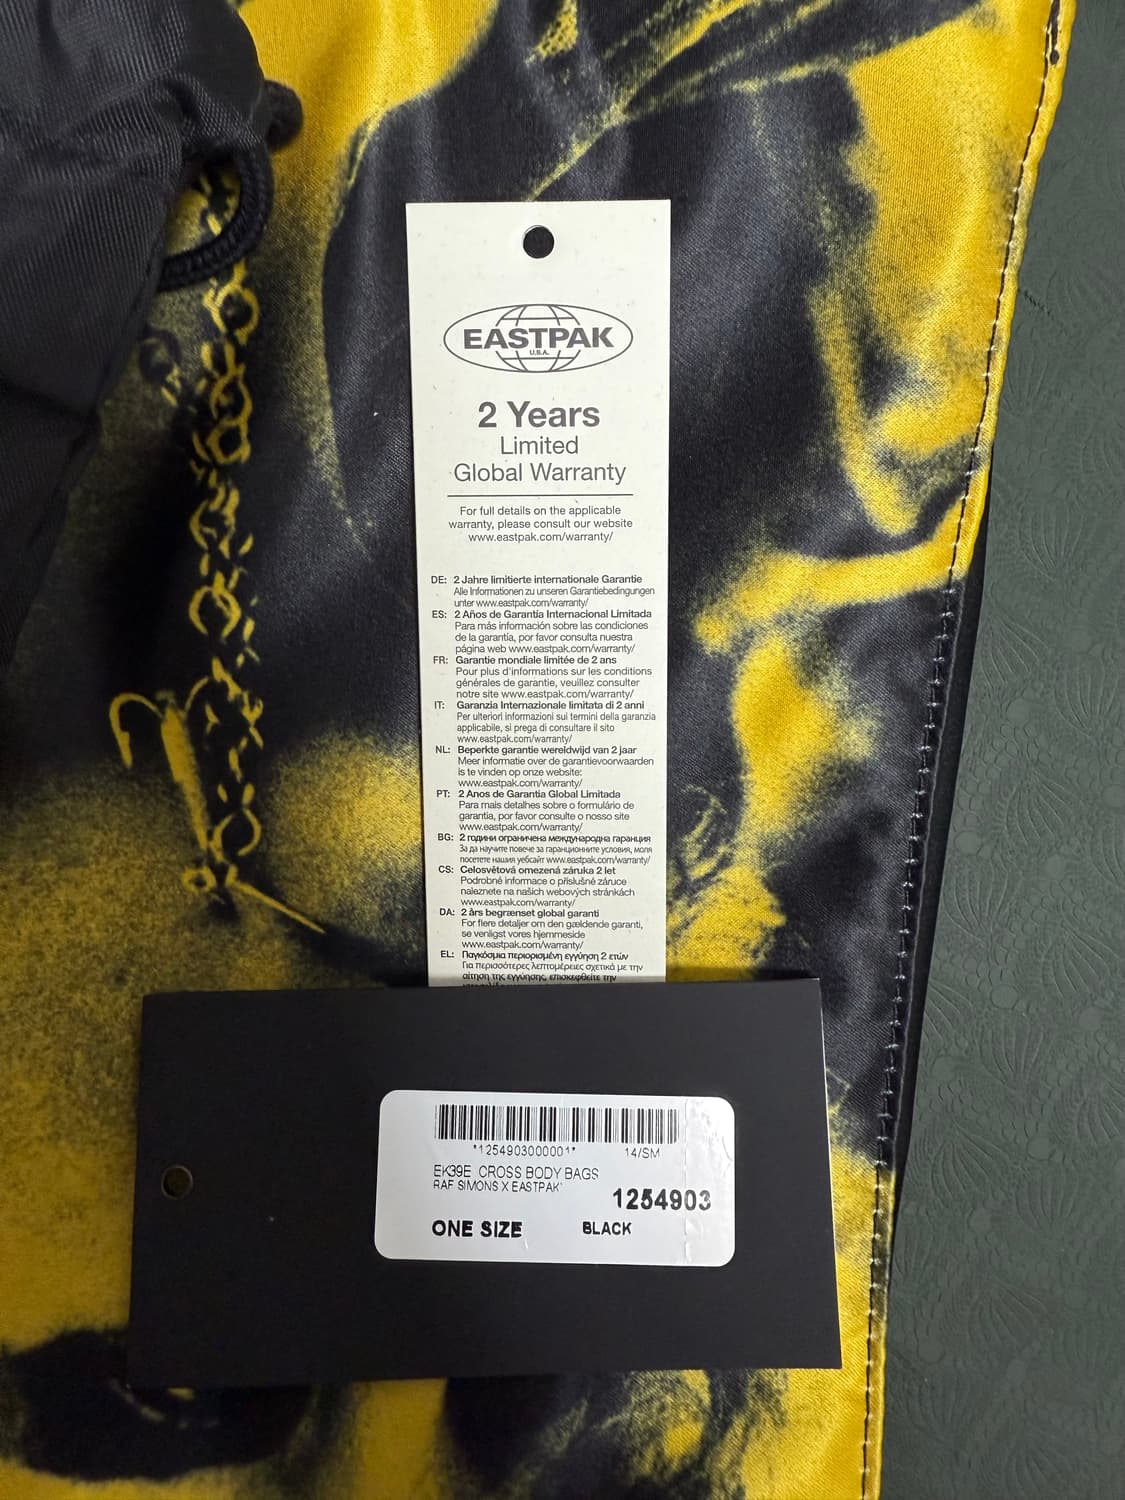 EASTPAK
U.S.A.
2 Years
Limited
Global Warranty
For full details on the applicable
warranty, please consult our website
www.eastpak.com/warranty/
DE: 2 Jahre limitierte internationale Garantie
Alle Informationen zu unseren Garantiebedingungen
unter www.eastpak.com/warranty/
ES: 2 Años de Garantía Internacional Limitada
Para más información sobre las condiciones
de la garantía, por favor consulta nuestra
página web www.eastpak.com/warranty/
FR: Garantie mondiale limitée de 2 ans
Pour plus d'informations sur les conditions
générales de garantie, veuillez consulter
notre site www.eastpak.com/warranty/
IT: Garanzia Internazionale limitata di 2 anni
Per ulteriori informazioni sui termini della garanzia
applicabile, si prega di consultare il sito
www.eastpak.com/warranty/
NL: Beperkte garantie wereldwijd van 2 jaar
Meer informatie over de garantievoorwaarden
is te vinden op onze website:
www.eastpak.com/warranty/
PT: 2 Anos de Garantia Global Limitada
Para mais detalhes sobre o formulário de
garantia, por favor consulte o nosso site
www.eastpak.com/warranty/
BG: 2 години ограничена международна гаранция
За да научите повече за гаранционните условия, моля
посетете нашия уебсайт www.eastpak.com/warranty/
CS: Celosvětová omezená záruka 2 let
Podrobné informace o příslušné záruce
naleznete na našich webových stránkách
www.eastpak.com/warranty/
DA: 2 års begrænset global garanti
For flere detaljer om den gældende garanti,
se venligst vores hjemmeside
www.eastpak.com/warranty/
EL: Παγκόσμια περιορισμένη εγγύηση 2 ετών
Για περισσότερες λεπτομέρειες σχετικά με την
αίτηση της εγγύησης, επισκεφθείτε την
*125490300001* 14/SM
EK39E CROSS BODY BAGS
RAF SIMONS X EASTPAK'
1254903
ONE SIZE BLACK